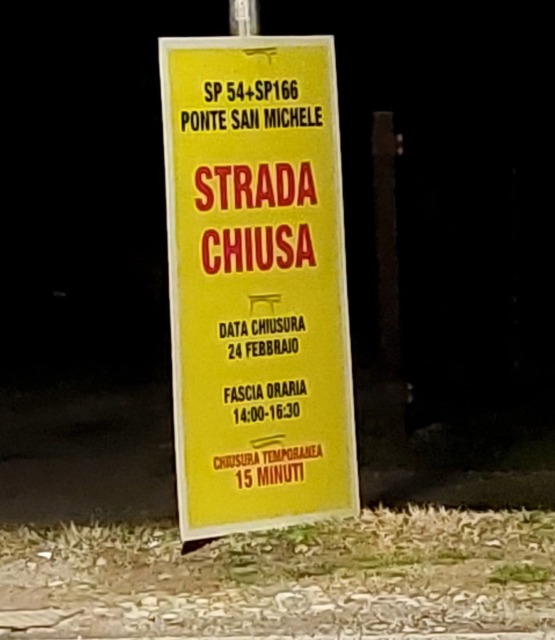 SP 54+SP166
PONTE SAN MICHELE
STRADA
CHIUSA
DATA CHIUSURA
24 FEBBRAIO
FASCIA ORARIA
14:00-16:30
CHIUSURA TEMPORANEA
15 MINUTI